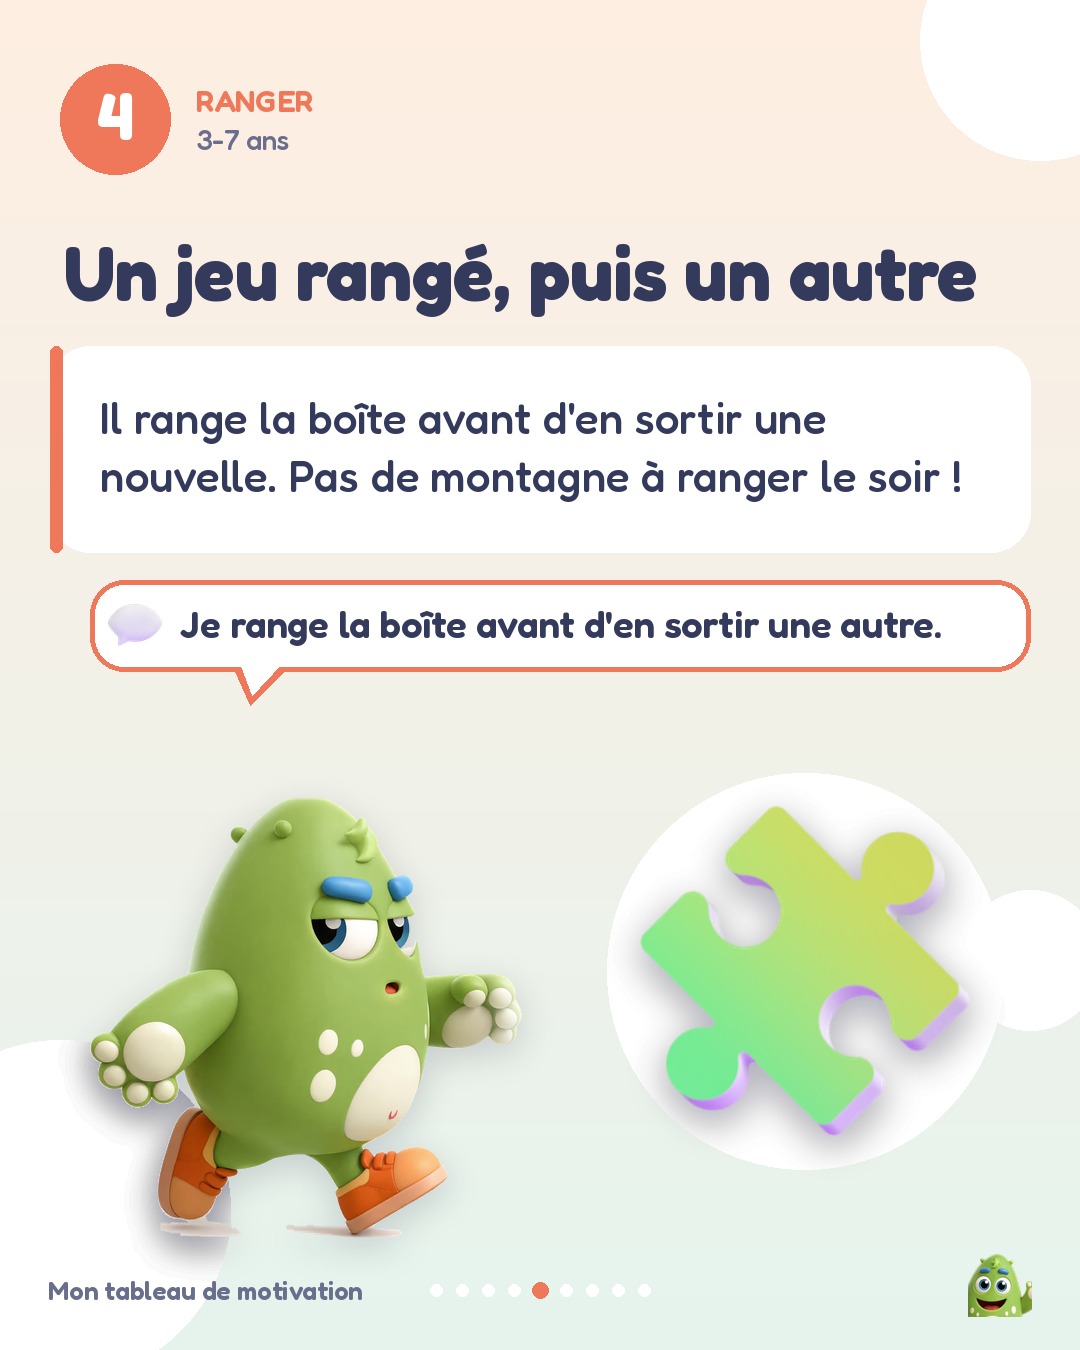 4
RANGER
3-7 ans
Un jeu rangé, puis un autre
Il range la boîte avant d'en sortir une
nouvelle. Pas de montagne à ranger le soir !
Je range la boîte avant d'en sortir une autre.
Mon tableau de motivation